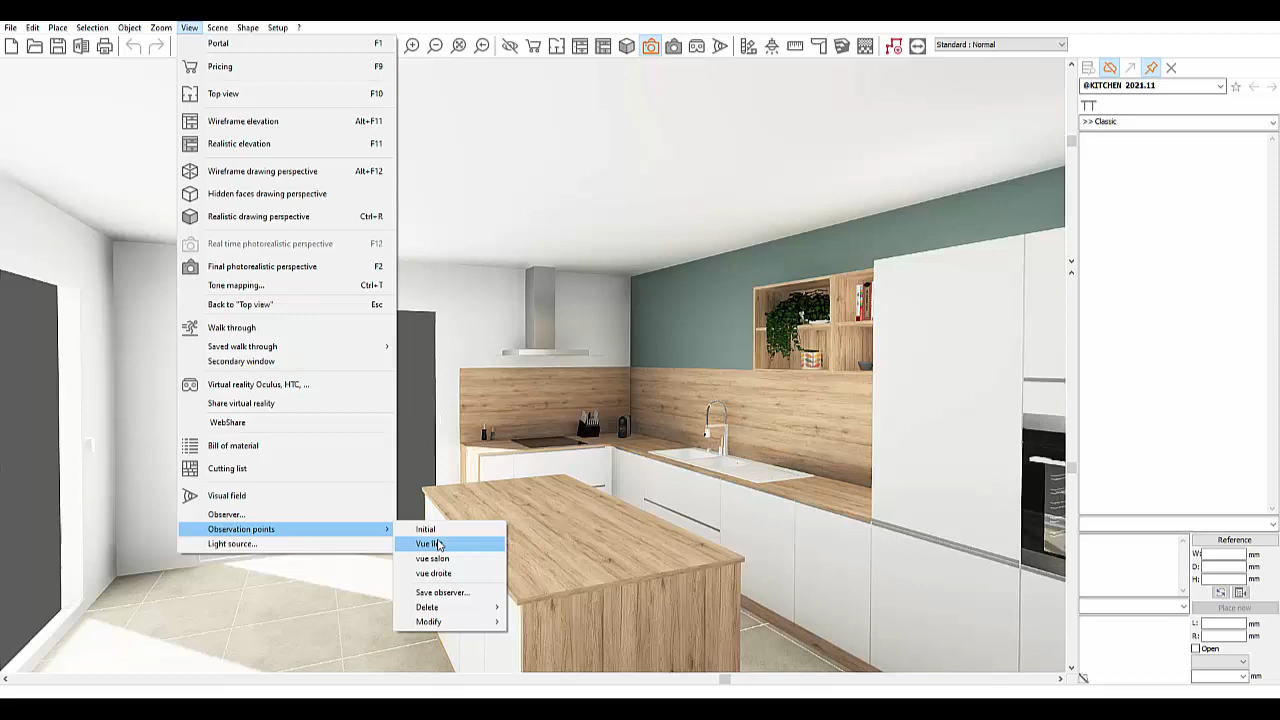 File Edit Place Selection Object Zoom View Scene Shape Setup ?
Standard : Normal
Portal F1
Pricing F9
Top view F10
Wireframe elevation Alt+F11
Realistic elevation F11
Wireframe drawing perspective Alt+F12
Hidden faces drawing perspective
Realistic drawing perspective Ctrl+R
Real time photorealistic perspective F12
Final photorealistic perspective F2
Tone mapping... Ctrl+T
Back to "Top view" Esc
Walk through
Saved walk through
Secondary window
Virtual reality Oculus, HTC, ...
Share virtual reality
WebShare
Bill of material
Cutting list
Visual field
Observer...
Observation points
Light source...
Initial
Vue
vue salon
vue droite
Save observer...
Delete
Modify
@KITCHEN 2021.11
>> Classic
Reference
W: mm
D: mm
H: mm
Place new
L: mm
R: mm
Open
mm